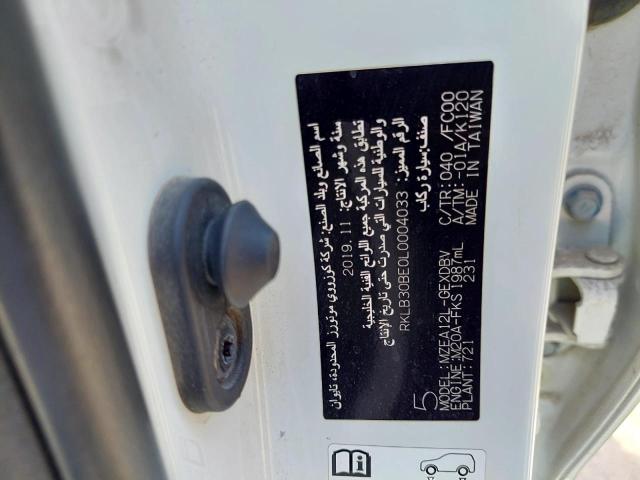 اسم الصانع وبلد الصنع: شركة كوزووي موتورز المحدودة، تايوان
سنة وشهر الإنتاج: 2019.11
تطابق هذه المركبة جميع اللوائح الفنية الخليجية
والوطنية للسيارات التي صدرت حتى تاريخ الإنتاج
الرقم المميز: RKLB30BE0L0004033
صنف: سيارة ركاب
5
MODEL:MZEA12L-GEXDBV C/TR:040 /FC00
ENGINE:M20A-FKS 1987mL A/TM:-01A/K120
PLANT:721 231 MADE IN TAIWAN